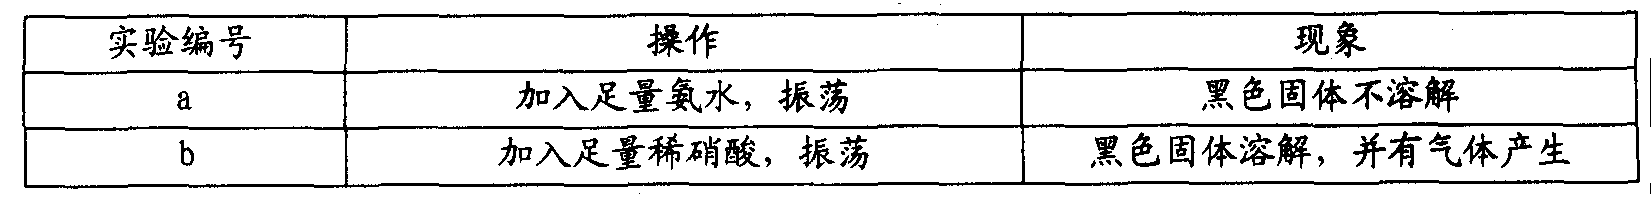 实验编号 操作 现象
a 加入足量氨水，振荡 黑色固体不溶解
b 加入足量稀硝酸，振荡 黑色固体溶解，并有气体产生